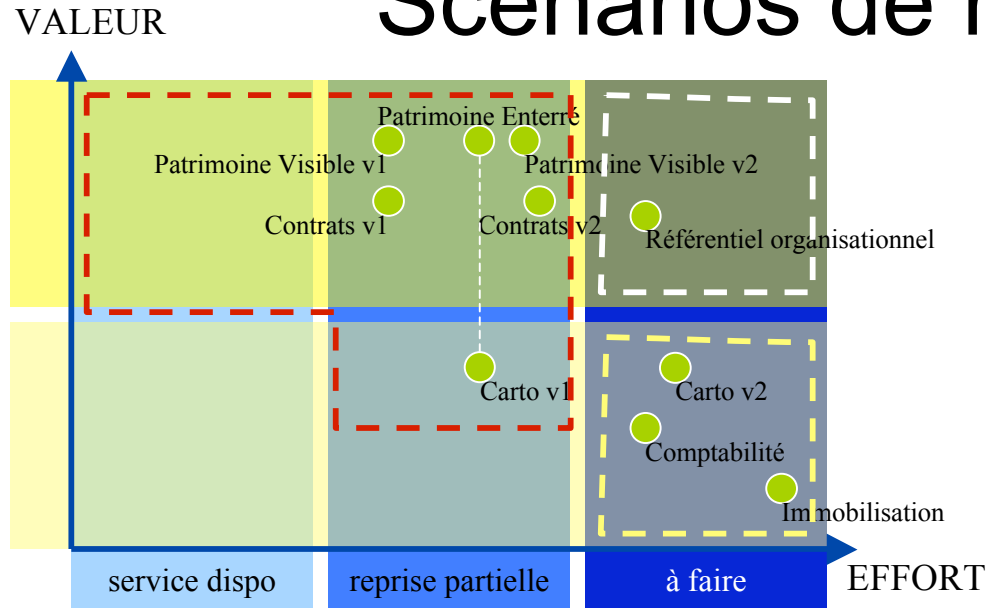 Scénarios de
VALEUR
Patrimoine Enterré
Patrimoine Visible v1
Patrimoine Visible v2
Contrats v1
Contrats v2
Référentiel organisationnel
Carto v1
Carto v2
Comptabilité
Immobilisation
service dispo
reprise partielle
à faire
EFFORT